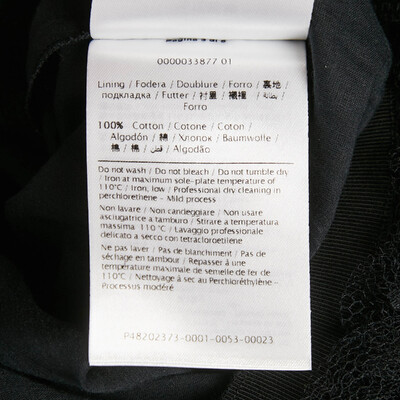 0000033877 01
Lining / Fodera / Doublure / Forro / 裏地 /
подкладка / Futter / 衬里 / 襯裡 / بطانة /
Forro
100% Cotton / Cotone / Coton /
Algodón / 綿 / Хлопок / Baumwolle /
棉 / 棉 / قطن / Algodão
Do not wash / Do not bleach / Do not tumble dry
/ Iron at maximum sole-plate temperature of
110°C / Iron, low / Professional dry cleaning in
perchlorethene - Mild process
Non lavare / Non candeggiare / Non usare
asciugatrice a tamburo / Stirare a temperatura
massima 110 °C / Lavaggio professionale
delicato a secco con tetracloroetilene
Ne pas laver / Pas de blanchiment / Pas de
séchage en tambour / Repasser à une
température maximale de semelle de fer de
110°C / Nettoyage à sec au Perchloréthylène -
Processus modéré
P48202373-0001-0053-00023